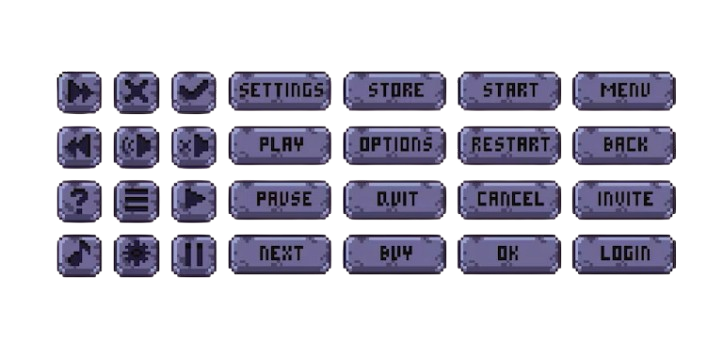 SETTINGS STORE START MENU
PLAY OPTIONS RESTART BACK
? PAUSE QUIT CANCEL INVITE
NEXT BUY OK LOGIN